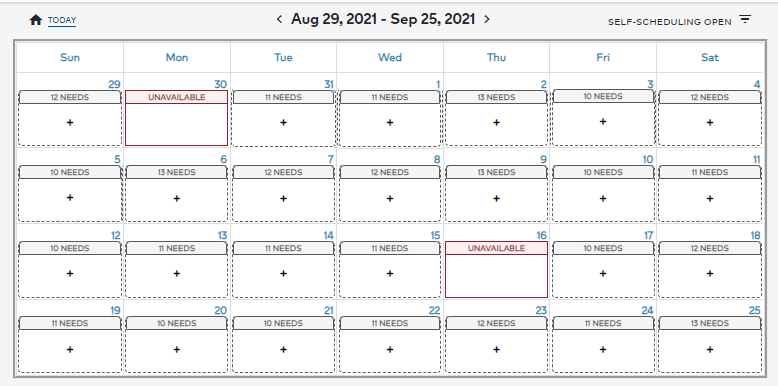 TODAY < Aug 29, 2021 - Sep 25, 2021 > SELF-SCHEDULING OPEN
Sun Mon Tue Wed Thu Fri Sat
29 30 31 1 2 3 4
12 NEEDS UNAVAILABLE 11 NEEDS 11 NEEDS 13 NEEDS 10 NEEDS 12 NEEDS
+ + + + + +
5 6 7 8 9 10 11
10 NEEDS 13 NEEDS 12 NEEDS 12 NEEDS 13 NEEDS 10 NEEDS 11 NEEDS
+ + + + + + +
12 13 14 15 16 17 18
10 NEEDS 11 NEEDS 11 NEEDS 11 NEEDS UNAVAILABLE 10 NEEDS 12 NEEDS
+ + + + + +
19 20 21 22 23 24 25
11 NEEDS 10 NEEDS 10 NEEDS 11 NEEDS 12 NEEDS 11 NEEDS 13 NEEDS
+ + + + + + +